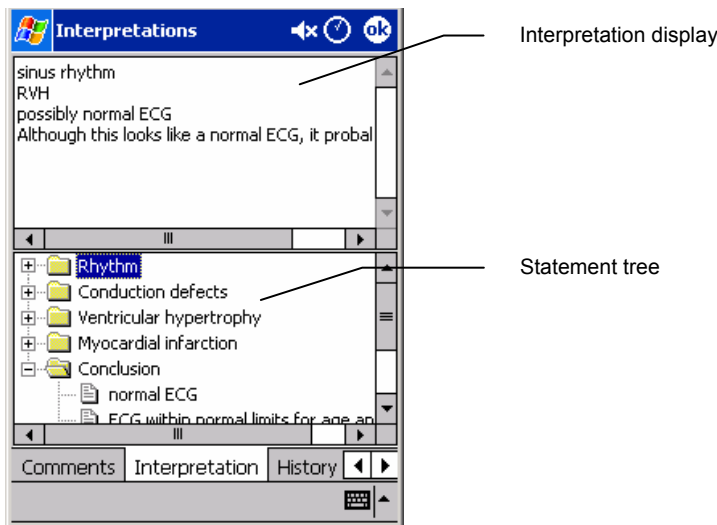 Interpretations
ok
Interpretation display
sinus rhythm
RVH
possibly normal ECG
Although this looks like a normal ECG, it probal
Rhythm
Statement tree
Conduction defects
Ventricular hypertrophy
Myocardial infarction
Conclusion
normal ECG
ECG within normal limits for age an
Comments Interpretation History